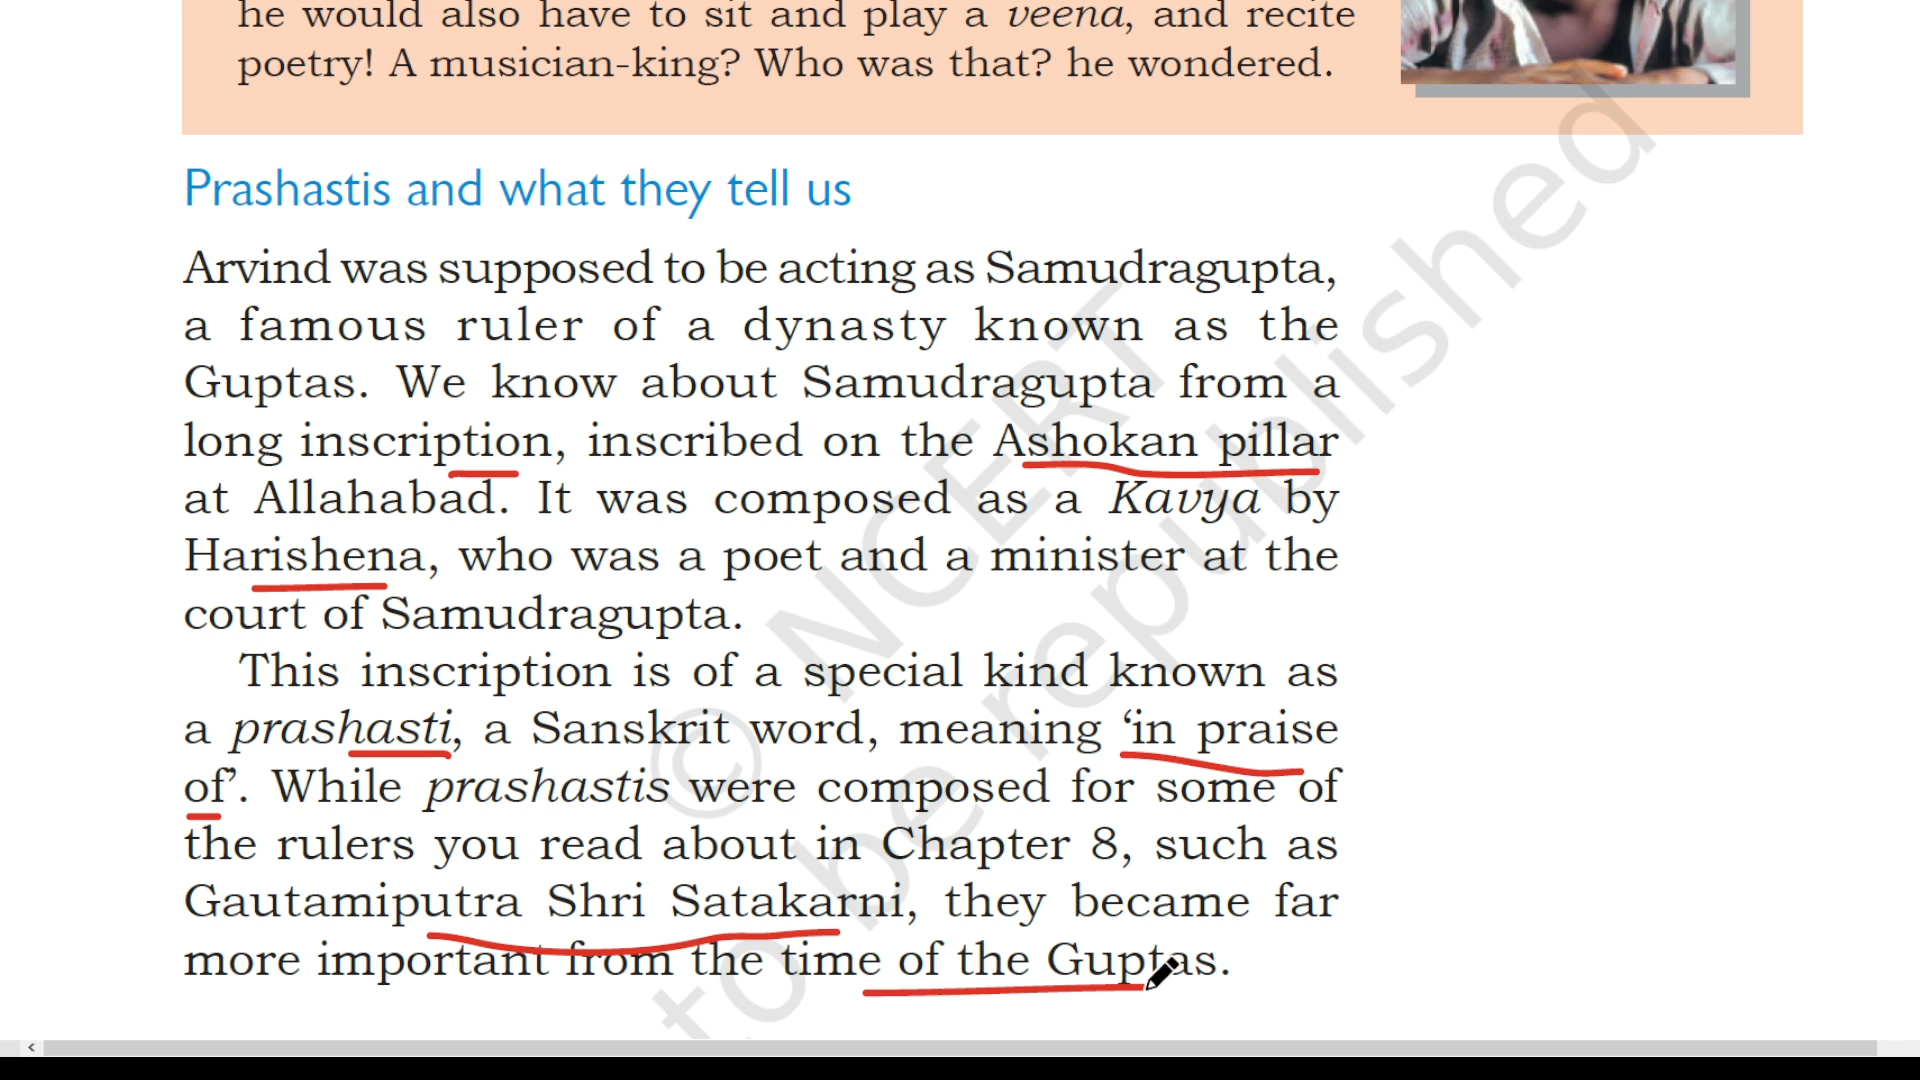 he would also have to sit and play a veena, and recite
poetry! A musician-king? Who was that? he wondered.
Prashastis and what they tell us
Arvind was supposed to be acting as Samudragupta,
a famous ruler of a dynasty known as the
Guptas. We know about Samudragupta from a
long inscription, inscribed on the Ashokan pillar
at Allahabad. It was composed as a Kavya by
Harishena, who was a poet and a minister at the
court of Samudragupta.
This inscription is of a special kind known as
a prashasti, a Sanskrit word, meaning ‘in praise
of’. While prashastis were composed for some of
the rulers you read about in Chapter 8, such as
Gautamiputra Shri Satakarni, they became far
more important from the time of the Guptas.
© NCERT
to be republished